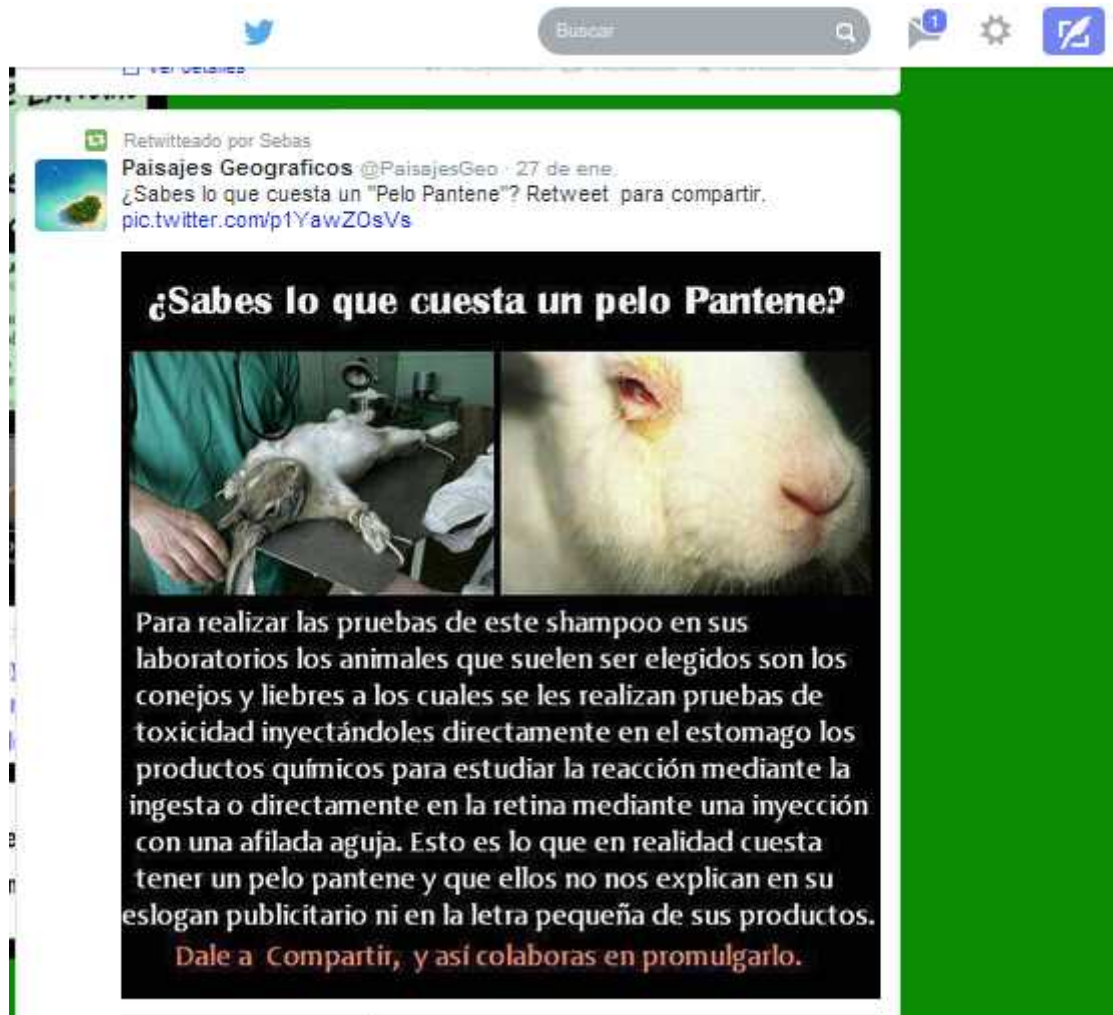 Buscar
1
Ver detalles
Retwitteado por Sebas
Paisajes Geograficos @PaisajesGeo · 27 de ene.
¿Sabes lo que cuesta un "Pelo Pantene"? Retweet para compartir.
pic.twitter.com/p1YawZOsVs
¿Sabes lo que cuesta un pelo Pantene?
Para realizar las pruebas de este shampoo en sus
laboratorios los animales que suelen ser elegidos son los
conejos y liebres a los cuales se les realizan pruebas de
toxicidad inyectándoles directamente en el estomago los
productos químicos para estudiar la reacción mediante la
ingesta o directamente en la retina mediante una inyección
con una afilada aguja. Esto es lo que en realidad cuesta
tener un pelo pantene y que ellos no nos explican en su
eslogan publicitario ni en la letra pequeña de sus productos.
Dale a Compartir, y así colaboras en promulgarlo.